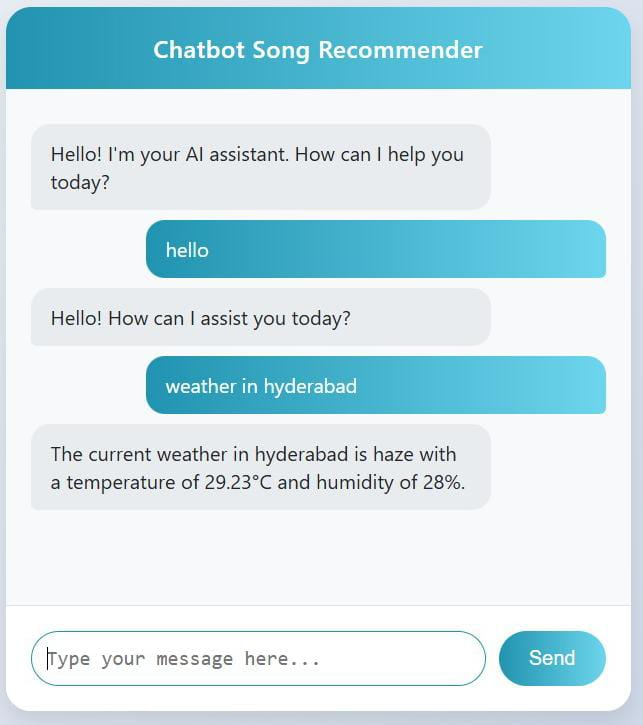 Chatbot Song Recommender
Hello! I'm your AI assistant. How can I help you
today?
hello
Hello! How can I assist you today?
weather in hyderabad
The current weather in hyderabad is haze with
a temperature of 29.23°C and humidity of 28%.
Type your message here...
Send